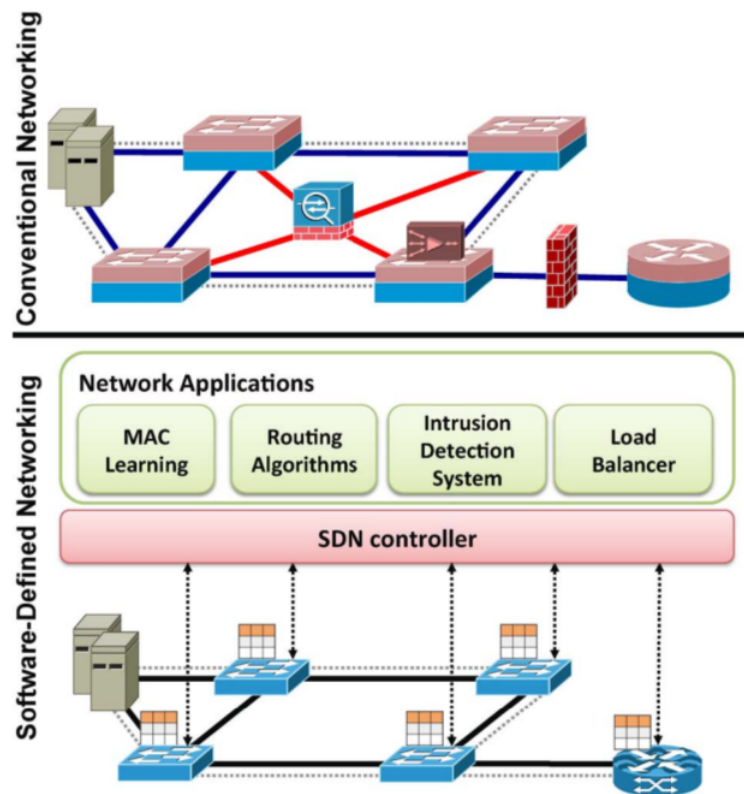 Conventional Networking
Software-Defined Networking
Network Applications
MAC
Learning
Routing
Algorithms
Intrusion
Detection
System
Load
Balancer
SDN controller